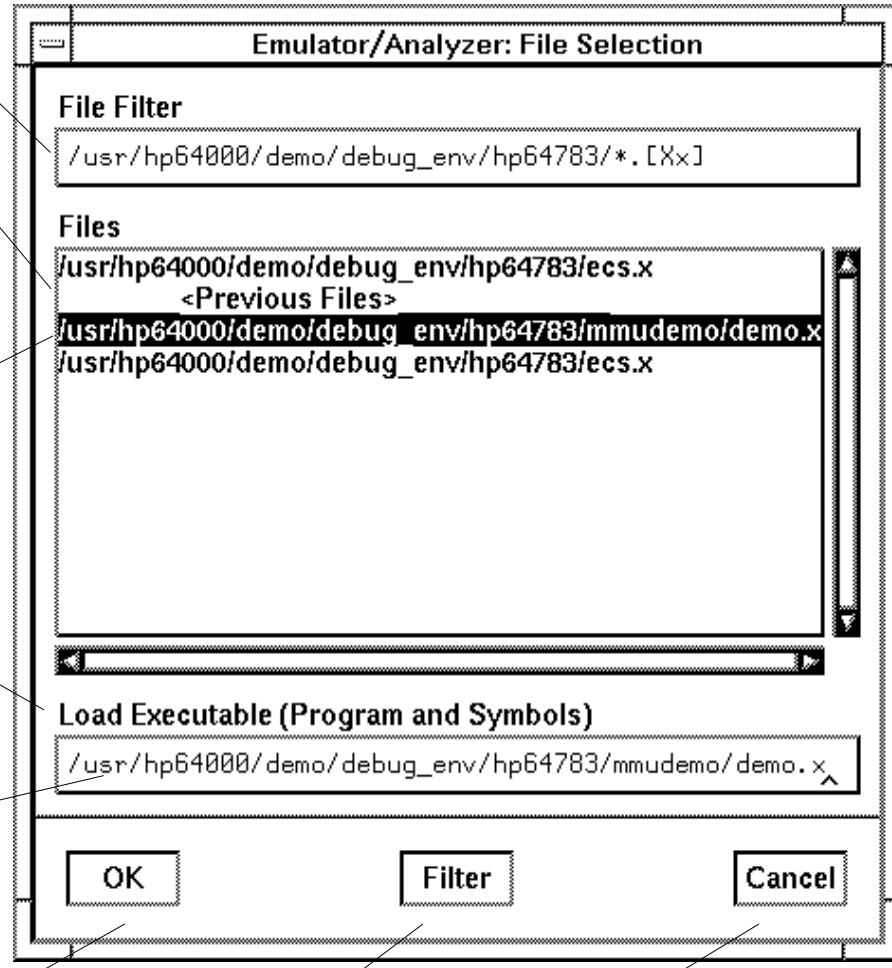 Emulator/Analyzer: File Selection
File Filter
/usr/hp64000/demo/debug_env/hp64783/*.[Xx]
Files
/usr/hp64000/demo/debug_env/hp64783/ecs.x
<Previous Files>
/usr/hp64000/demo/debug_env/hp64783/mmudemo/demo.x
/usr/hp64000/demo/debug_env/hp64783/ecs.x
Load Executable (Program and Symbols)
/usr/hp64000/demo/debug_env/hp64783/mmudemo/demo.x
OK
Filter
Cancel